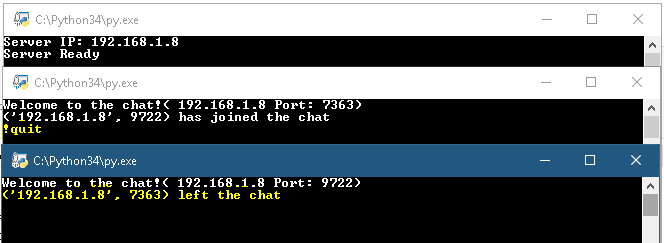 C:\Python34\py.exe
Server IP: 192.168.1.8
Server Ready
C:\Python34\py.exe
Welcome to the chat!( 192.168.1.8 Port: 7363)
('192.168.1.8', 9722) has joined the chat
!quit
C:\Python34\py.exe
Welcome to the chat!( 192.168.1.8 Port: 9722)
('192.168.1.8', 7363) left the chat